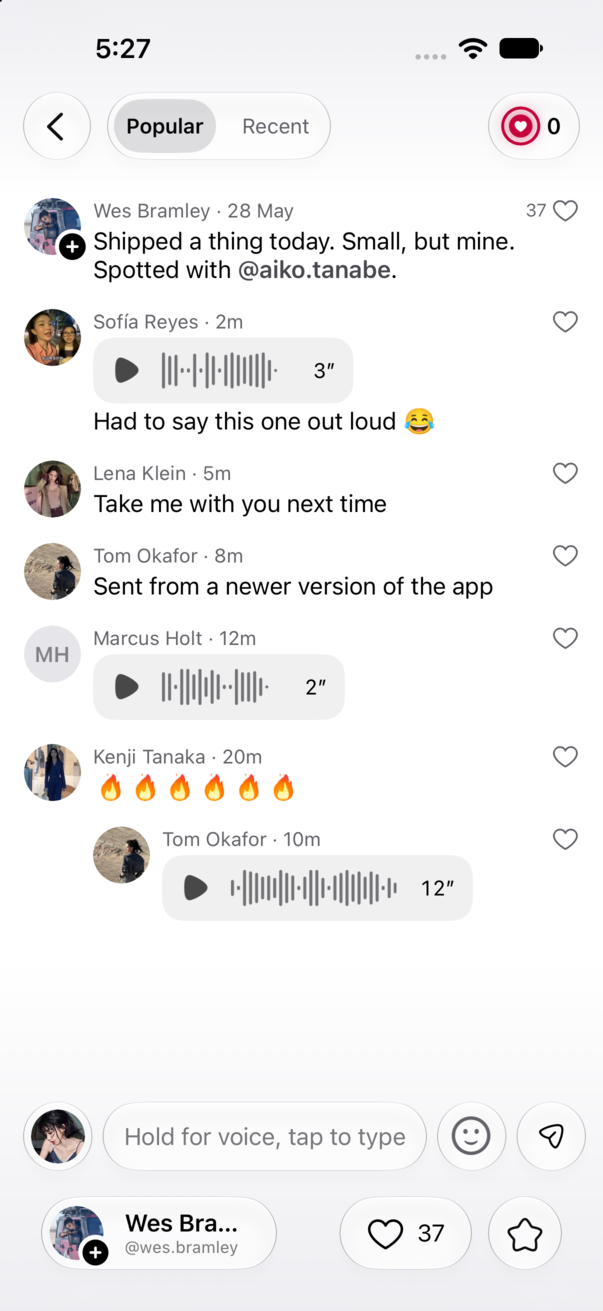 5:27
Popular Recent 0
Wes Bramley · 28 May 37
Shipped a thing today. Small, but mine.
Spotted with @aiko.tanabe.
Sofía Reyes · 2m
3″
Had to say this one out loud 😂
Lena Klein · 5m
Take me with you next time
Tom Okafor · 8m
Sent from a newer version of the app
MH
Marcus Holt · 12m
2″
Kenji Tanaka · 20m
🔥🔥🔥🔥🔥🔥
Tom Okafor · 10m
12″
Hold for voice, tap to type
Wes Bra...
@wes.bramley
37